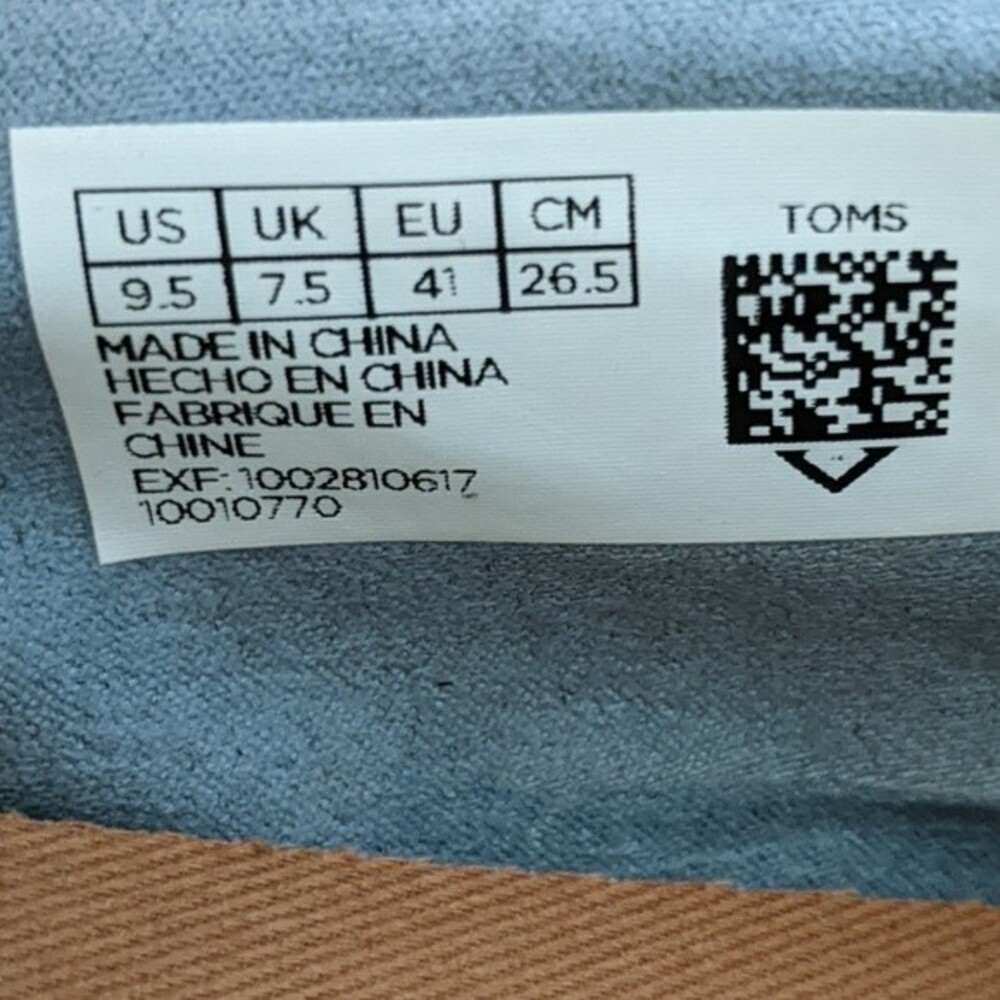 US UK EU CM
9.5 7.5 41 26.5
MADE IN CHINA
HECHO EN CHINA
FABRIQUE EN
CHINE
EXF: 1002810617
10010770
TOMS